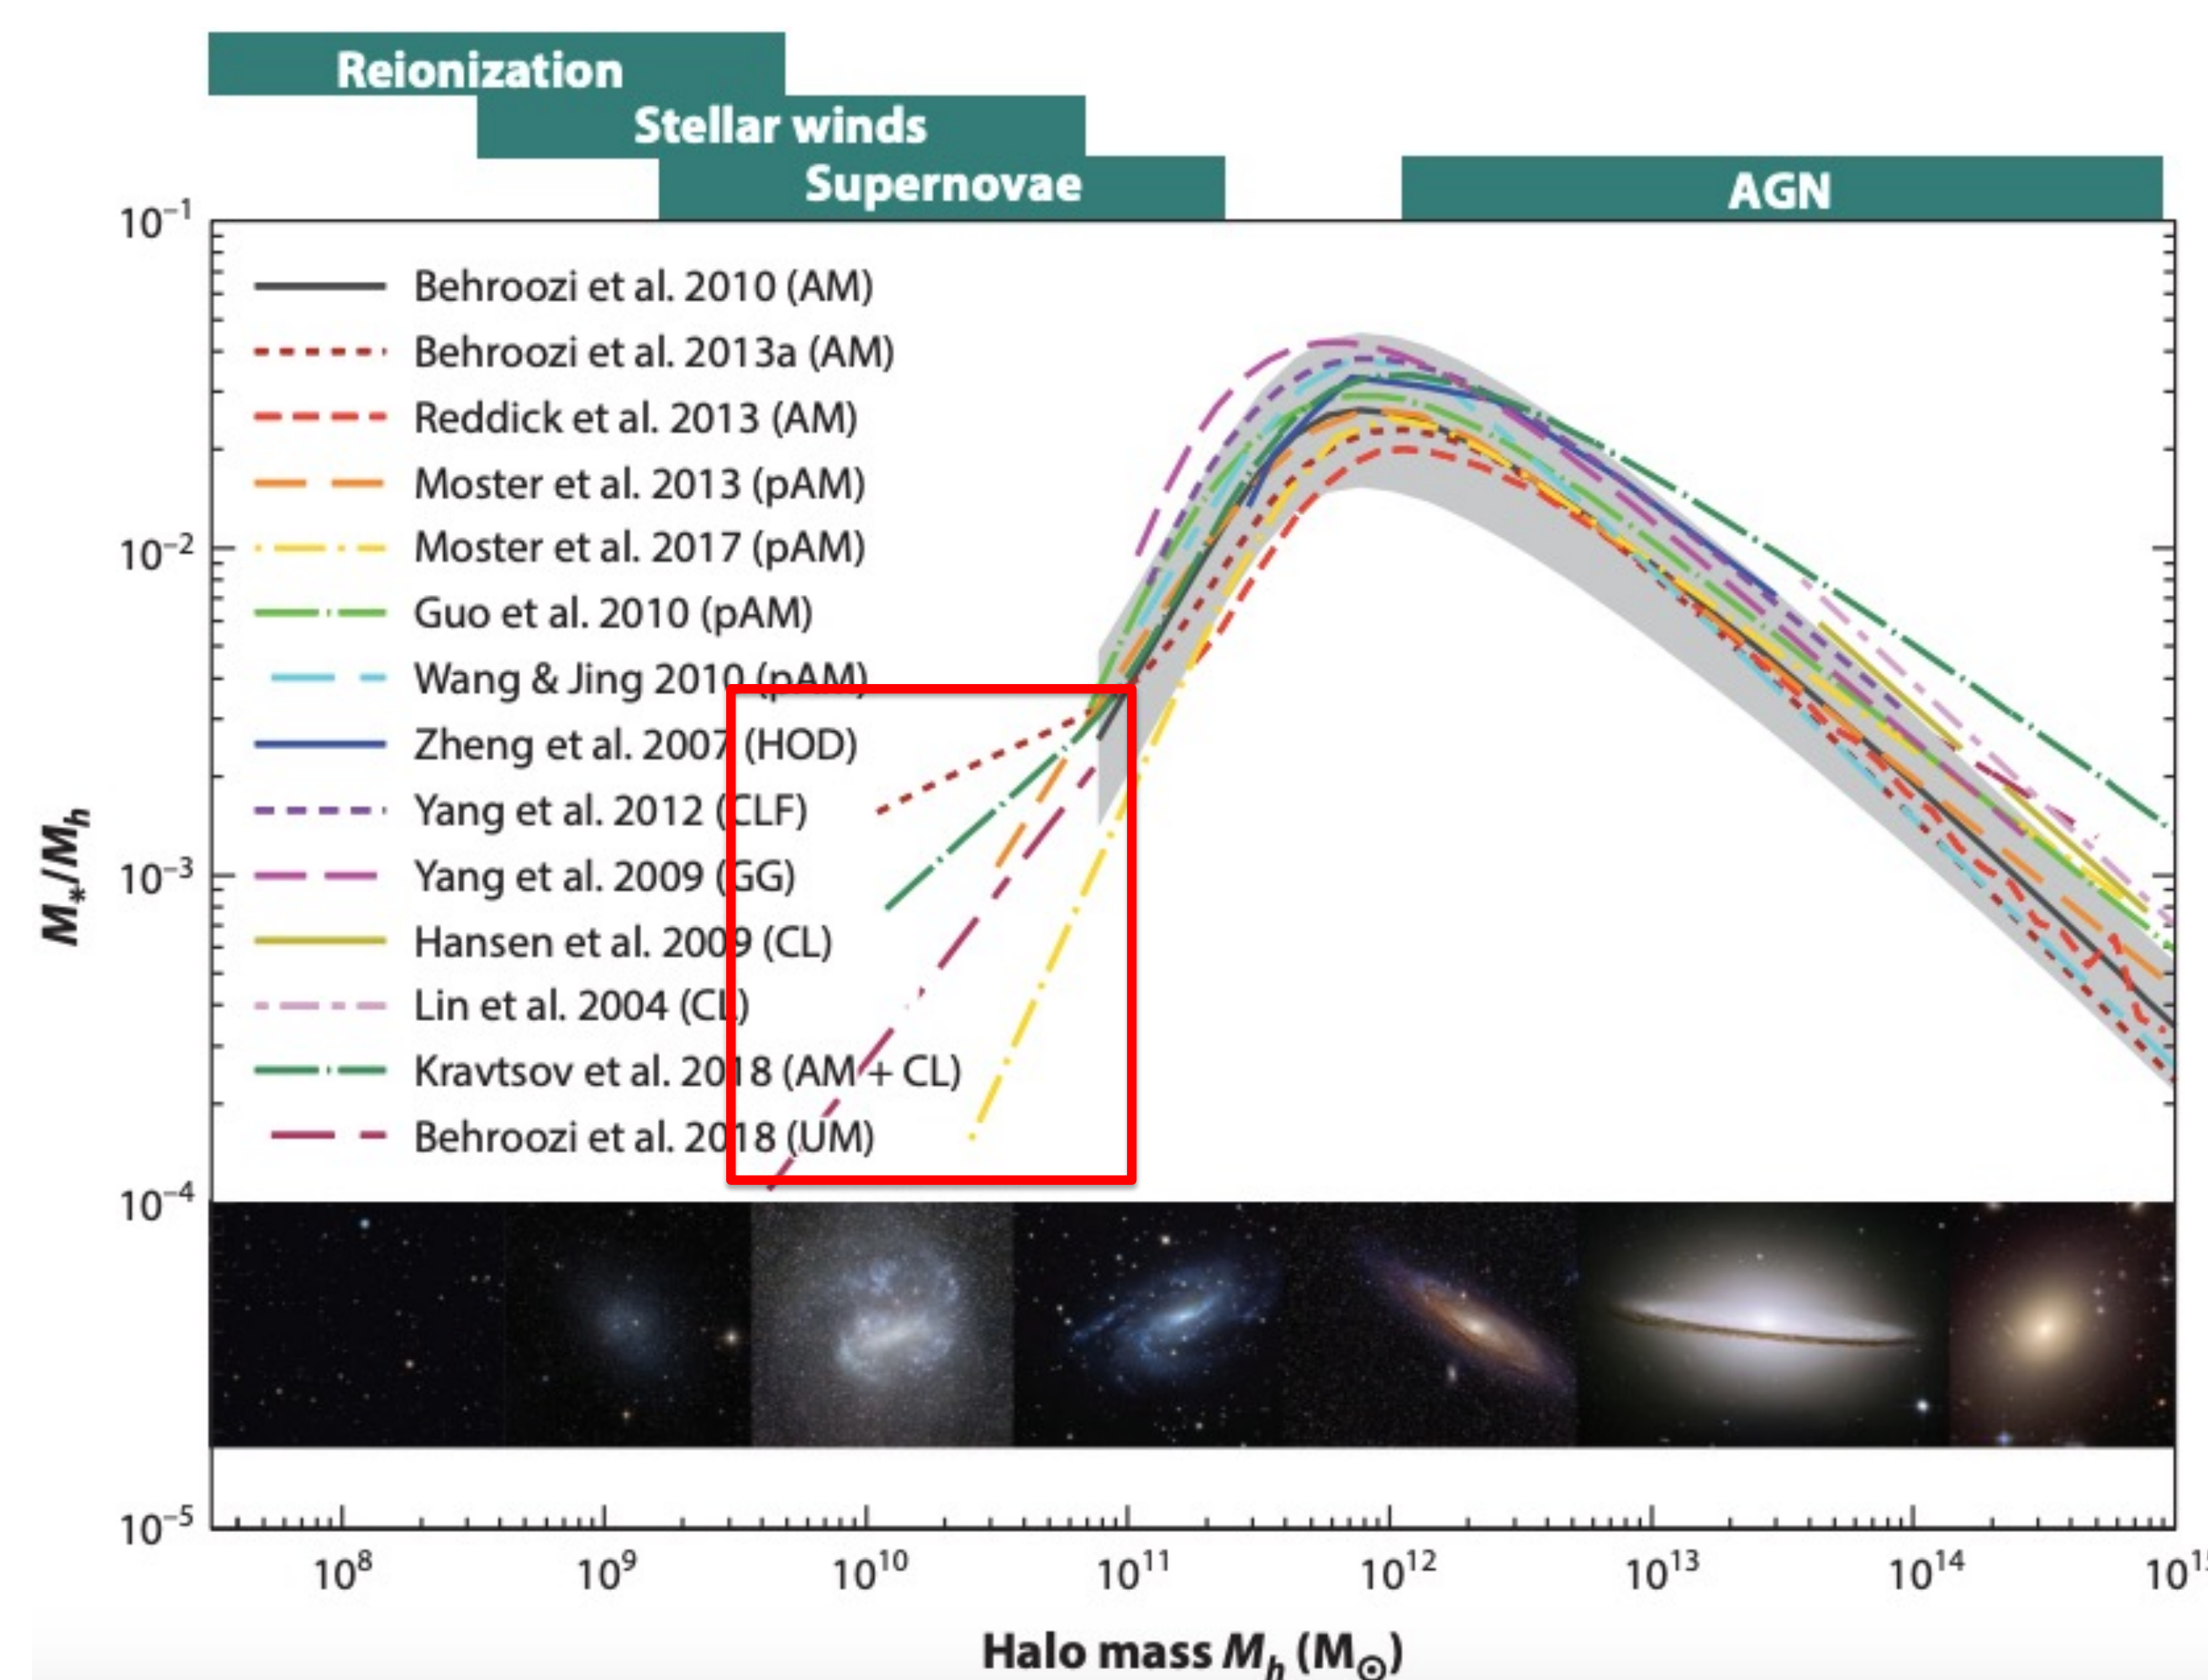 Reionization
Stellar winds
Supernovae
AGN
10⁻¹
Behroozi et al. 2010 (AM)
Behroozi et al. 2013a (AM)
Reddick et al. 2013 (AM)
Moster et al. 2013 (pAM)
10⁻²
Moster et al. 2017 (pAM)
Guo et al. 2010 (pAM)
Wang & Jing 2010 (pAM)
Zheng et al. 2007 (HOD)
Yang et al. 2012 (CLF)
M*/Mh
10⁻³
Yang et al. 2009 (GG)
Hansen et al. 2009 (CL)
Lin et al. 2004 (CL)
Kravtsov et al. 2018 (AM + CL)
Behroozi et al. 2018 (UM)
10⁻⁴
10⁻⁵
10⁸ 10⁹ 10¹⁰ 10¹¹ 10¹² 10¹³ 10¹⁴
Halo mass Mh (M⊙)